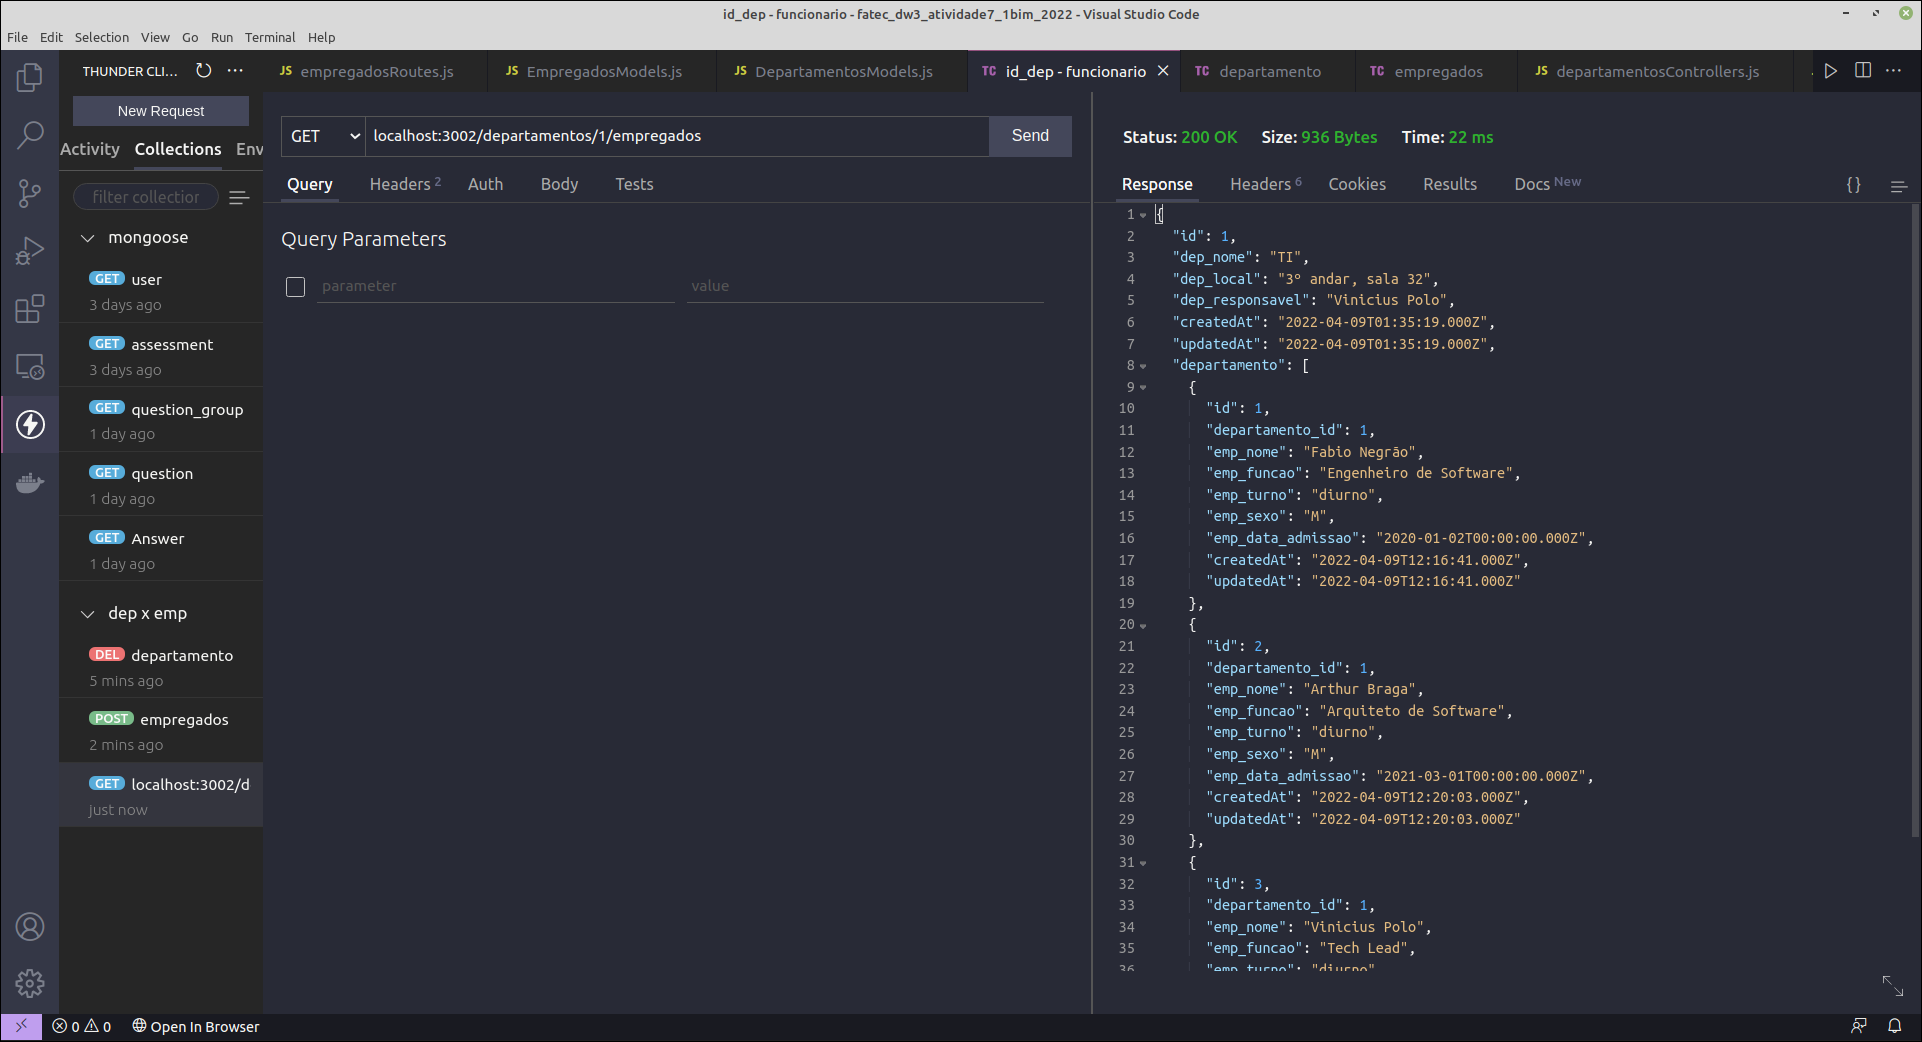 id_dep - funcionario - fatec_dw3_atividade7_1bim_2022 - Visual Studio Code
File Edit Selection View Go Run Terminal Help
THUNDER CLI...
JS empregadosRoutes.js
JS EmpregadosModels.js
JS DepartamentosModels.js
TC id_dep - funcionario
TC departamento
TC empregados
JS departamentosControllers.js
New Request
Activity Collections Env
filter collection
mongoose
GET user
3 days ago
GET assessment
3 days ago
GET question_group
1 day ago
GET question
1 day ago
GET Answer
1 day ago
dep x emp
DEL departamento
5 mins ago
POST empregados
2 mins ago
GET localhost:3002/d
just now
GET localhost:3002/departamentos/1/empregados Send
Query Headers 2 Auth Body Tests
Query Parameters
parameter value
Status: 200 OK Size: 936 Bytes Time: 22 ms
Response Headers 6 Cookies Results Docs New {}
1 {
2 "id": 1,
3 "dep_nome": "TI",
4 "dep_local": "3º andar, sala 32",
5 "dep_responsavel": "Vinicius Polo",
6 "createdAt": "2022-04-09T01:35:19.000Z",
7 "updatedAt": "2022-04-09T01:35:19.000Z",
8 "departamento": [
9 {
10 "id": 1,
11 "departamento_id": 1,
12 "emp_nome": "Fabio Negrão",
13 "emp_funcao": "Engenheiro de Software",
14 "emp_turno": "diurno",
15 "emp_sexo": "M",
16 "emp_data_admissao": "2020-01-02T00:00:00.000Z",
17 "createdAt": "2022-04-09T12:16:41.000Z",
18 "updatedAt": "2022-04-09T12:16:41.000Z"
19 },
20 {
21 "id": 2,
22 "departamento_id": 1,
23 "emp_nome": "Arthur Braga",
24 "emp_funcao": "Arquiteto de Software",
25 "emp_turno": "diurno",
26 "emp_sexo": "M",
27 "emp_data_admissao": "2021-03-01T00:00:00.000Z",
28 "createdAt": "2022-04-09T12:20:03.000Z",
29 "updatedAt": "2022-04-09T12:20:03.000Z"
30 },
31 {
32 "id": 3,
33 "departamento_id": 1,
34 "emp_nome": "Vinicius Polo",
35 "emp_funcao": "Tech Lead",
36 "emp_turno": "diurno"
0 0 Open In Browser